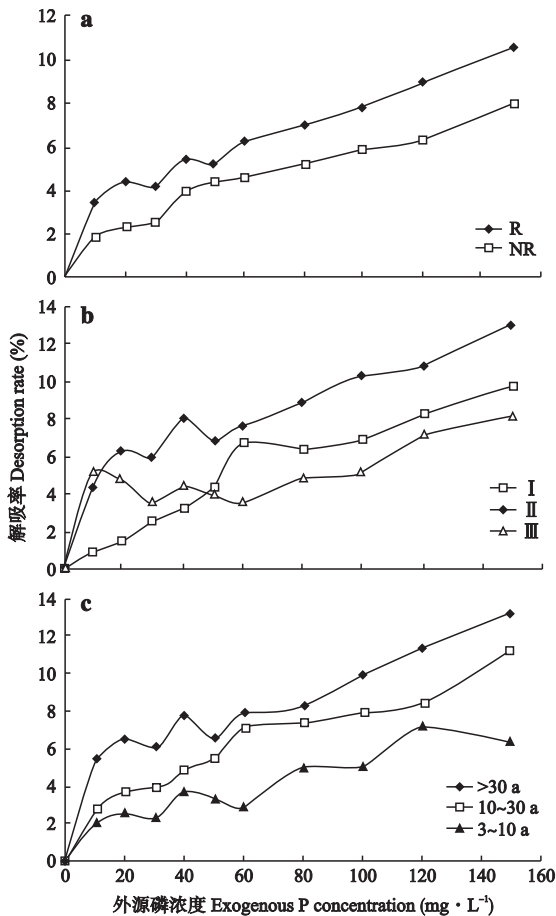 a
12
10
8
6
4
2
0
R
NR
b
14
12
10
8
6
4
2
0
Ⅰ
Ⅱ
Ⅲ
解吸率 Desorption rate (%)
c
14
12
10
8
6
4
2
0
>30 a
10~30 a
3~10 a
0 20 40 60 80 100 120 140 160
外源磷浓度 Exogenous P concentration (mg · L⁻¹)